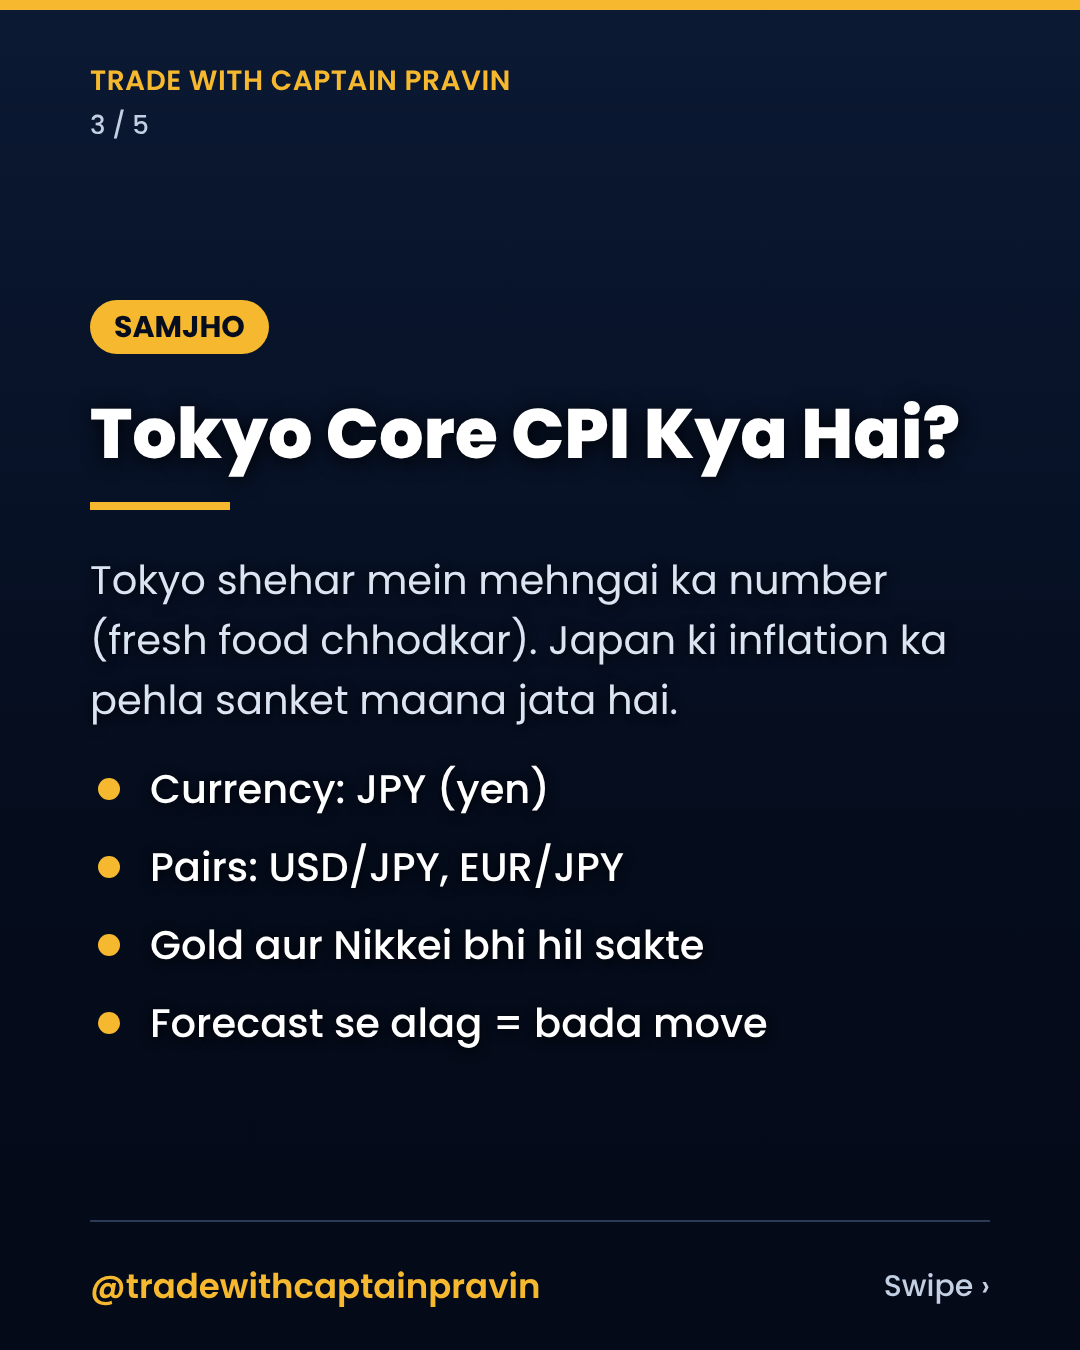 TRADE WITH CAPTAIN PRAVIN
3 / 5
SAMJHO
Tokyo Core CPI Kya Hai?
Tokyo shehar mein mehngai ka number
(fresh food chhodkar). Japan ki inflation ka
pehla sanket maana jata hai.
Currency: JPY (yen)
Pairs: USD/JPY, EUR/JPY
Gold aur Nikkei bhi hil sakte
Forecast se alag = bada move
@tradewithcaptainpravin
Swipe ›